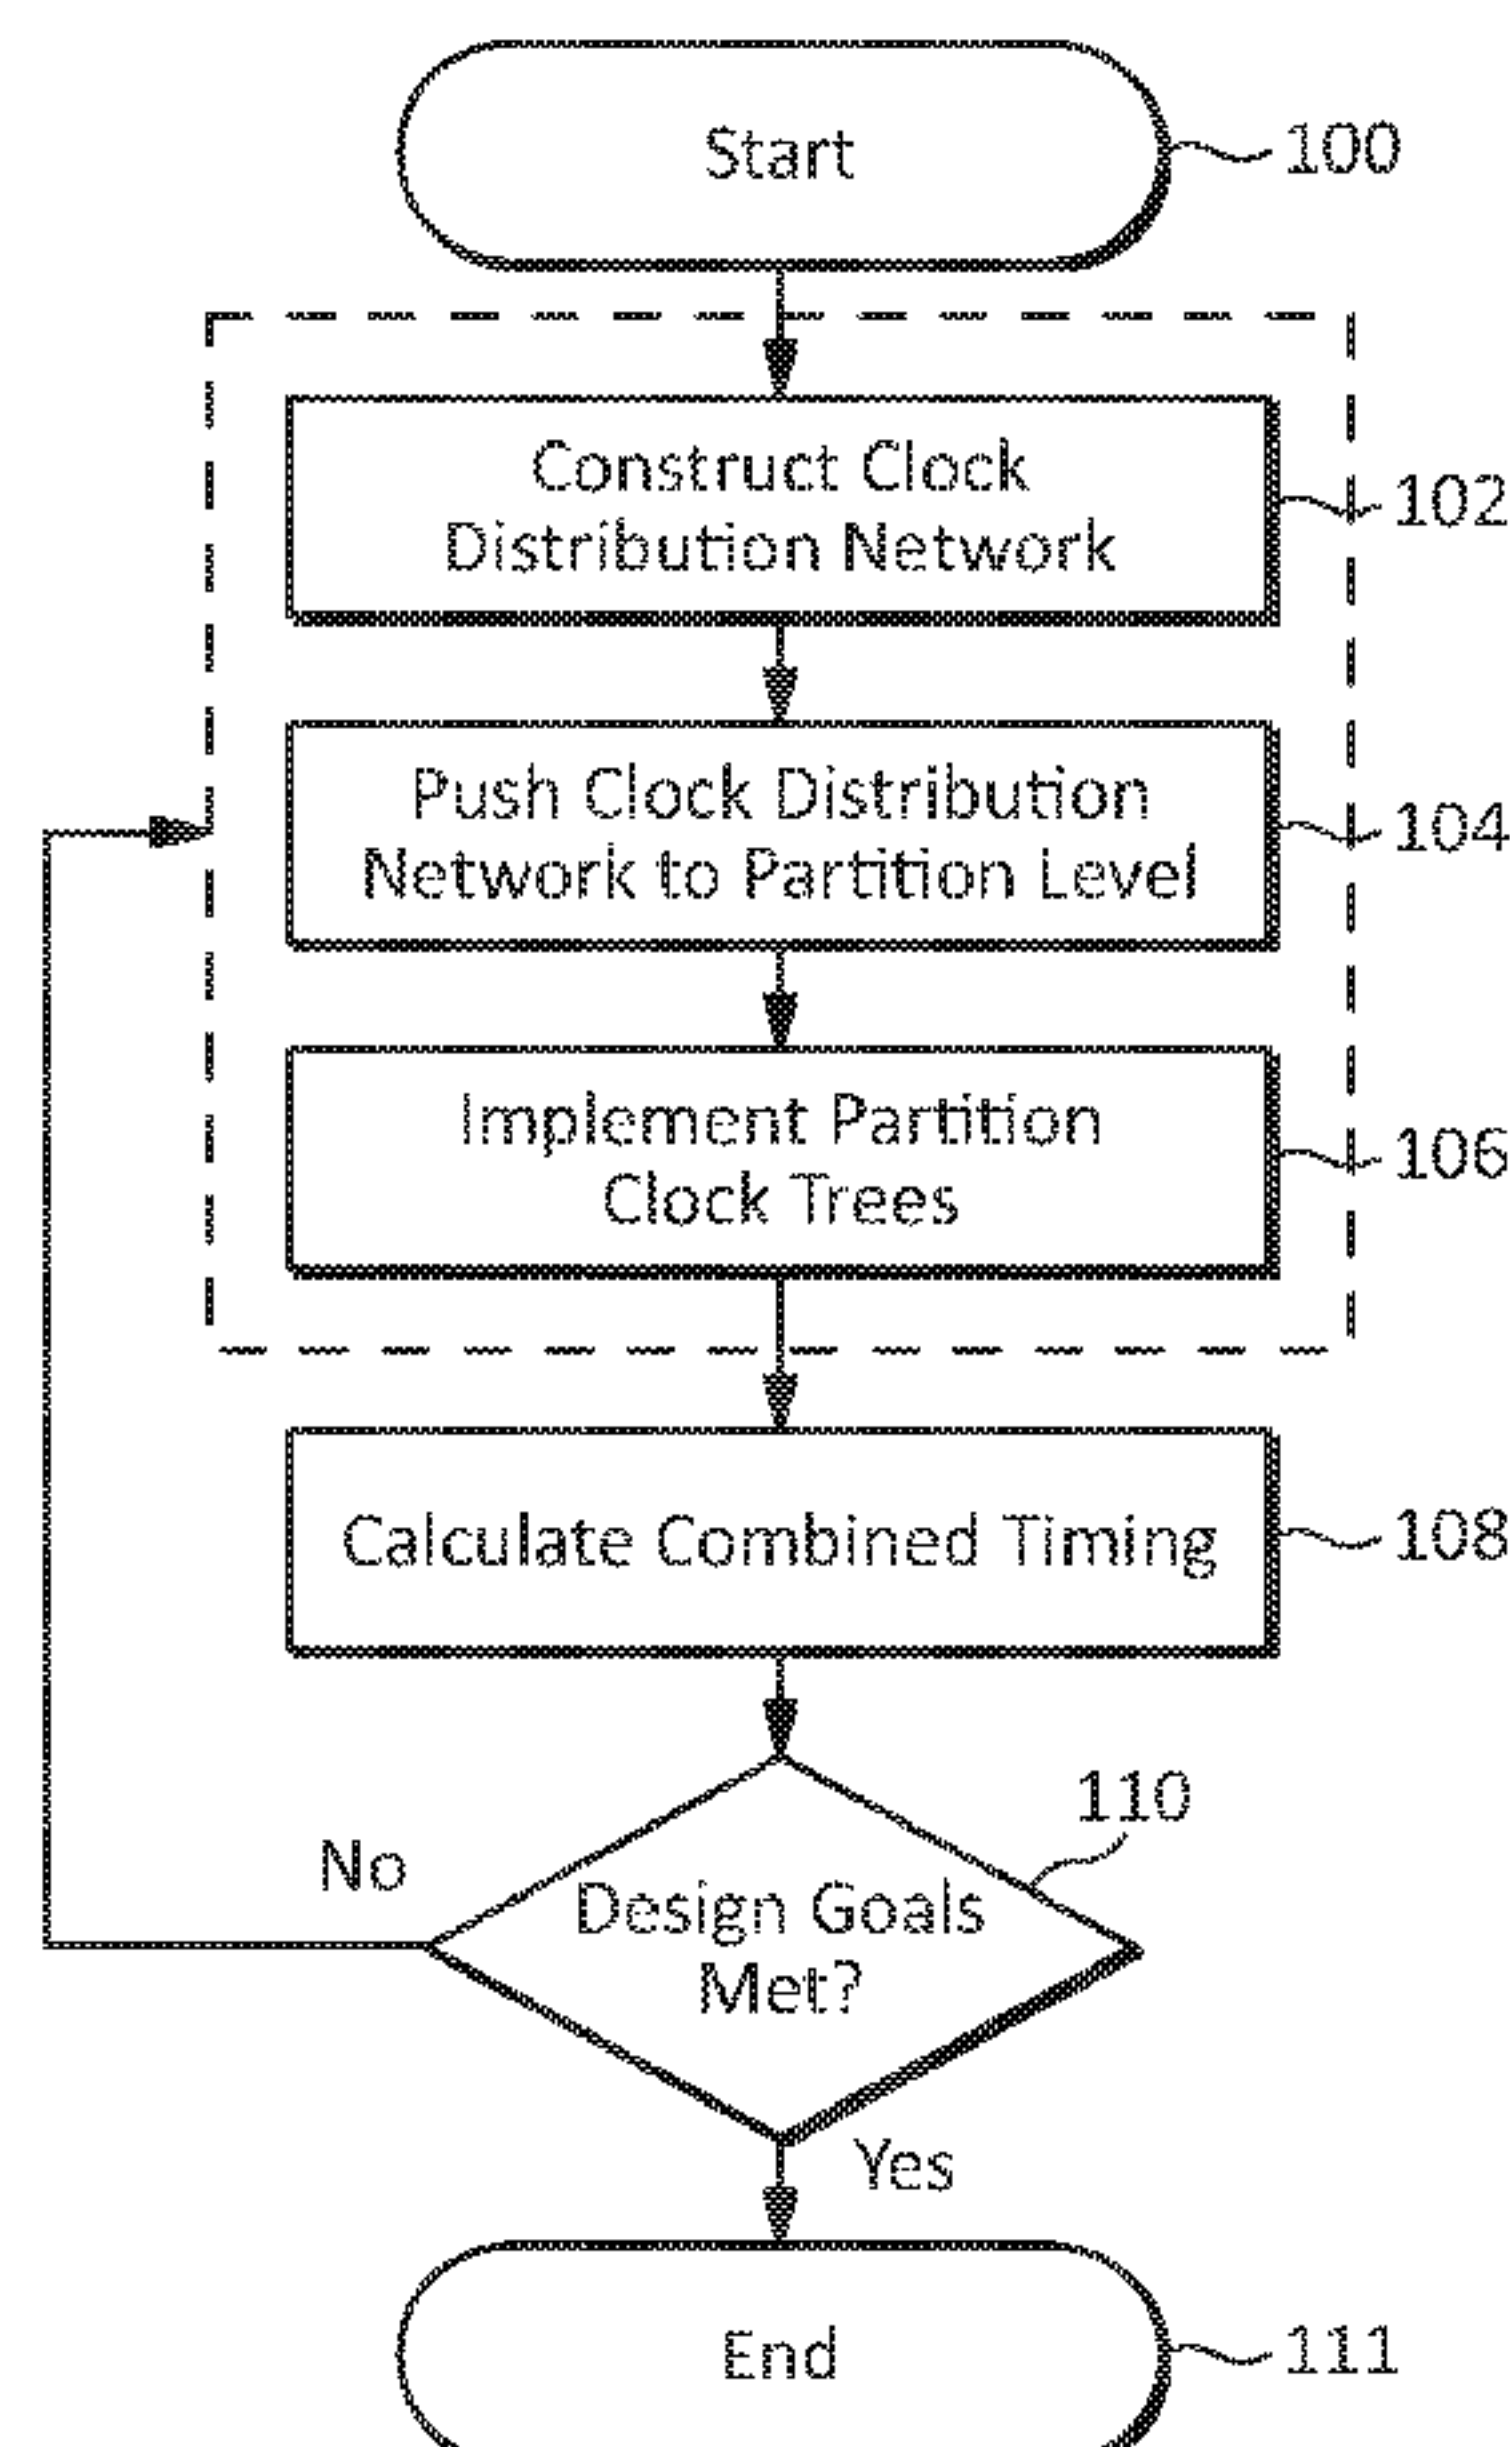 Start
100
Construct Clock
Distribution Network
102
Push Clock Distribution
Network to Partition Level
104
Implement Partition
Clock Trees
106
Calculate Combined Timing
108
110
No
Design Goals
Met?
Yes
End
111